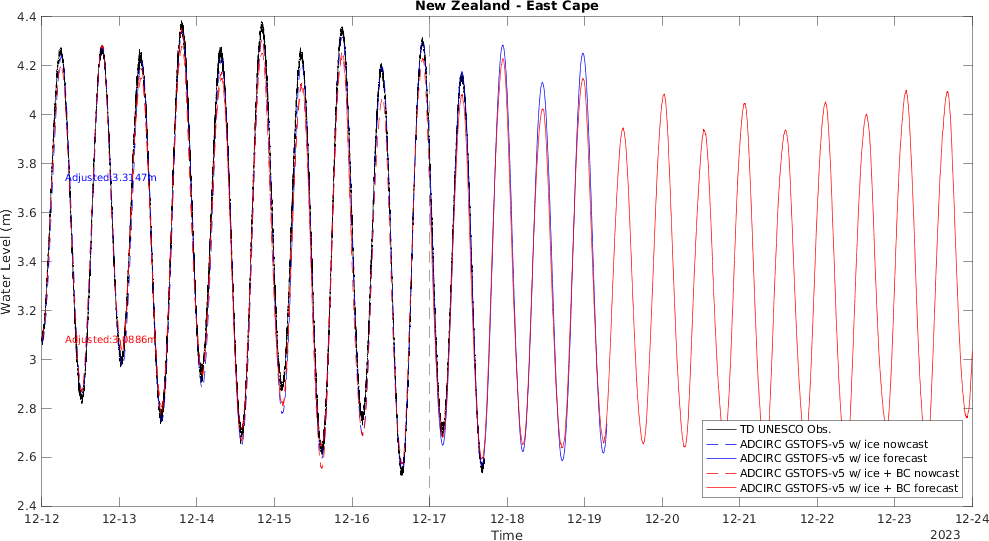 New Zealand - East Cape
4.4
4.2
4
3.8
3.6
3.4
3.2
3
2.8
2.6
2.4
Water Level (m)
Adjusted:3.3147m
Adjusted:3.0886m
TD UNESCO Obs.
ADCIRC GSTOFS-v5 w/ ice nowcast
ADCIRC GSTOFS-v5 w/ ice forecast
ADCIRC GSTOFS-v5 w/ ice + BC nowcast
ADCIRC GSTOFS-v5 w/ ice + BC forecast
12-12 12-13 12-14 12-15 12-16 12-17 12-18 12-19 12-20 12-21 12-22 12-23 12-24
Time
2023